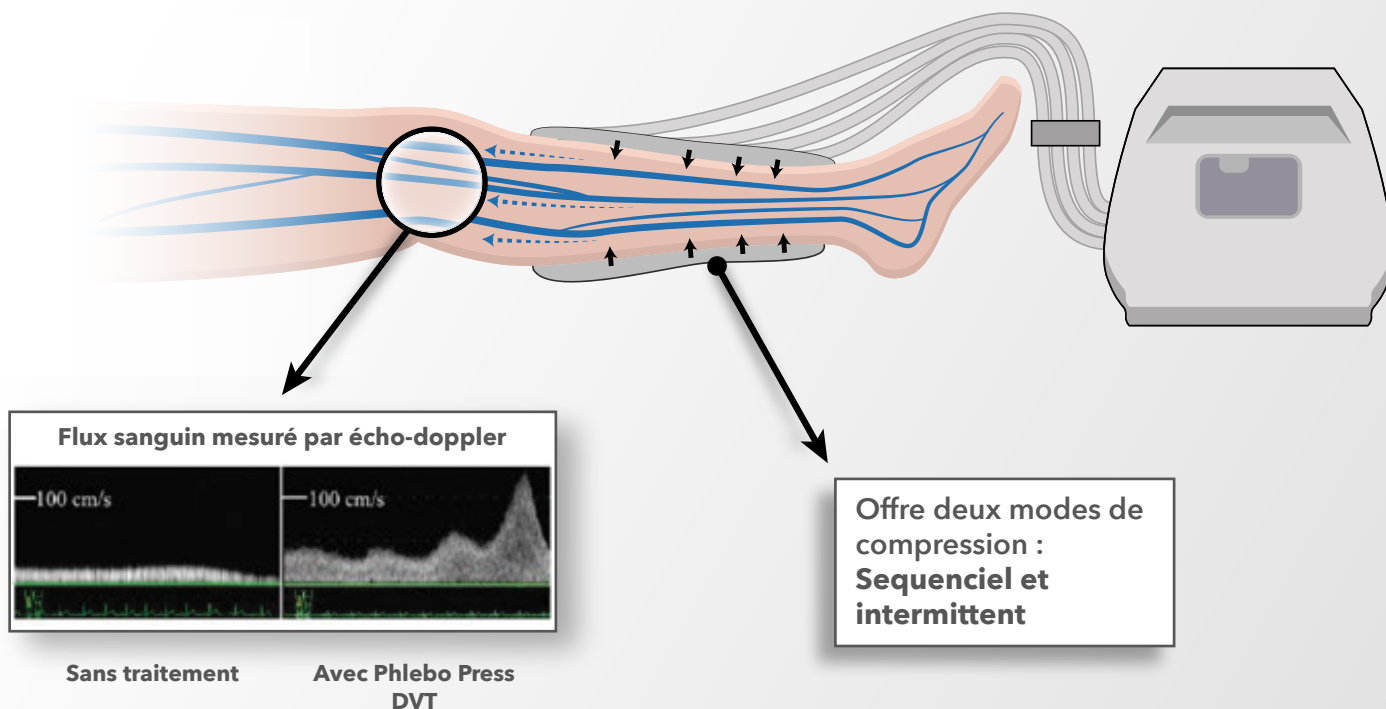 Flux sanguin mesuré par écho-doppler
100 cm/s
100 cm/s
Sans traitement
Avec Phlebo Press
DVT
Offre deux modes de
compression :
Sequenciel et
intermittent